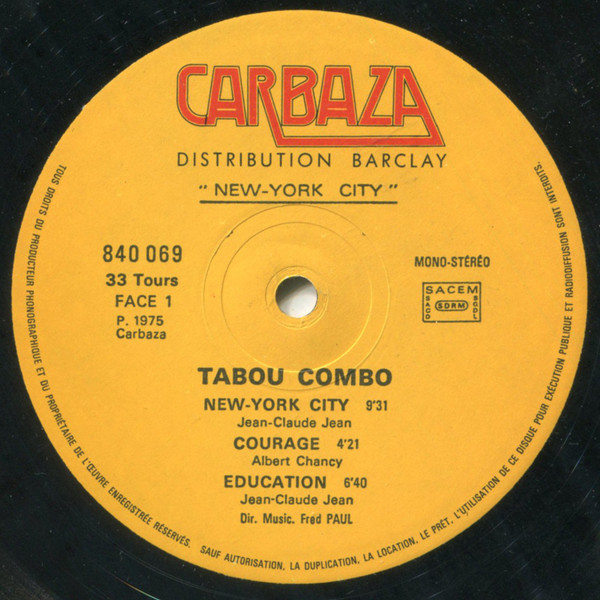 CARBAZA
DISTRIBUTION BARCLAY
" NEW-YORK CITY "
840 069
33 Tours
FACE 1
P. 1975
Carbaza
MONO-STÉRÉO
SACEM
SACD
SDRM
SGDL
TABOU COMBO
NEW-YORK CITY 9'31
Jean-Claude Jean
COURAGE 4'21
Albert Chancy
EDUCATION 6'40
Jean-Claude Jean
Dir. Music. Fred PAUL
TOUS DROITS DU PRODUCTEUR PHONOGRAPHIQUE ET DU PROPRIÉTAIRE DE L'ŒUVRE ENREGISTRÉE RÉSERVÉS. SAUF AUTORISATION, LA DUPLICATION, LA LOCATION, LE PRÊT, L'UTILISATION DE CE DISQUE POUR EXÉCUTION PUBLIQUE ET RADIODIFFUSION SONT INTERDITS.